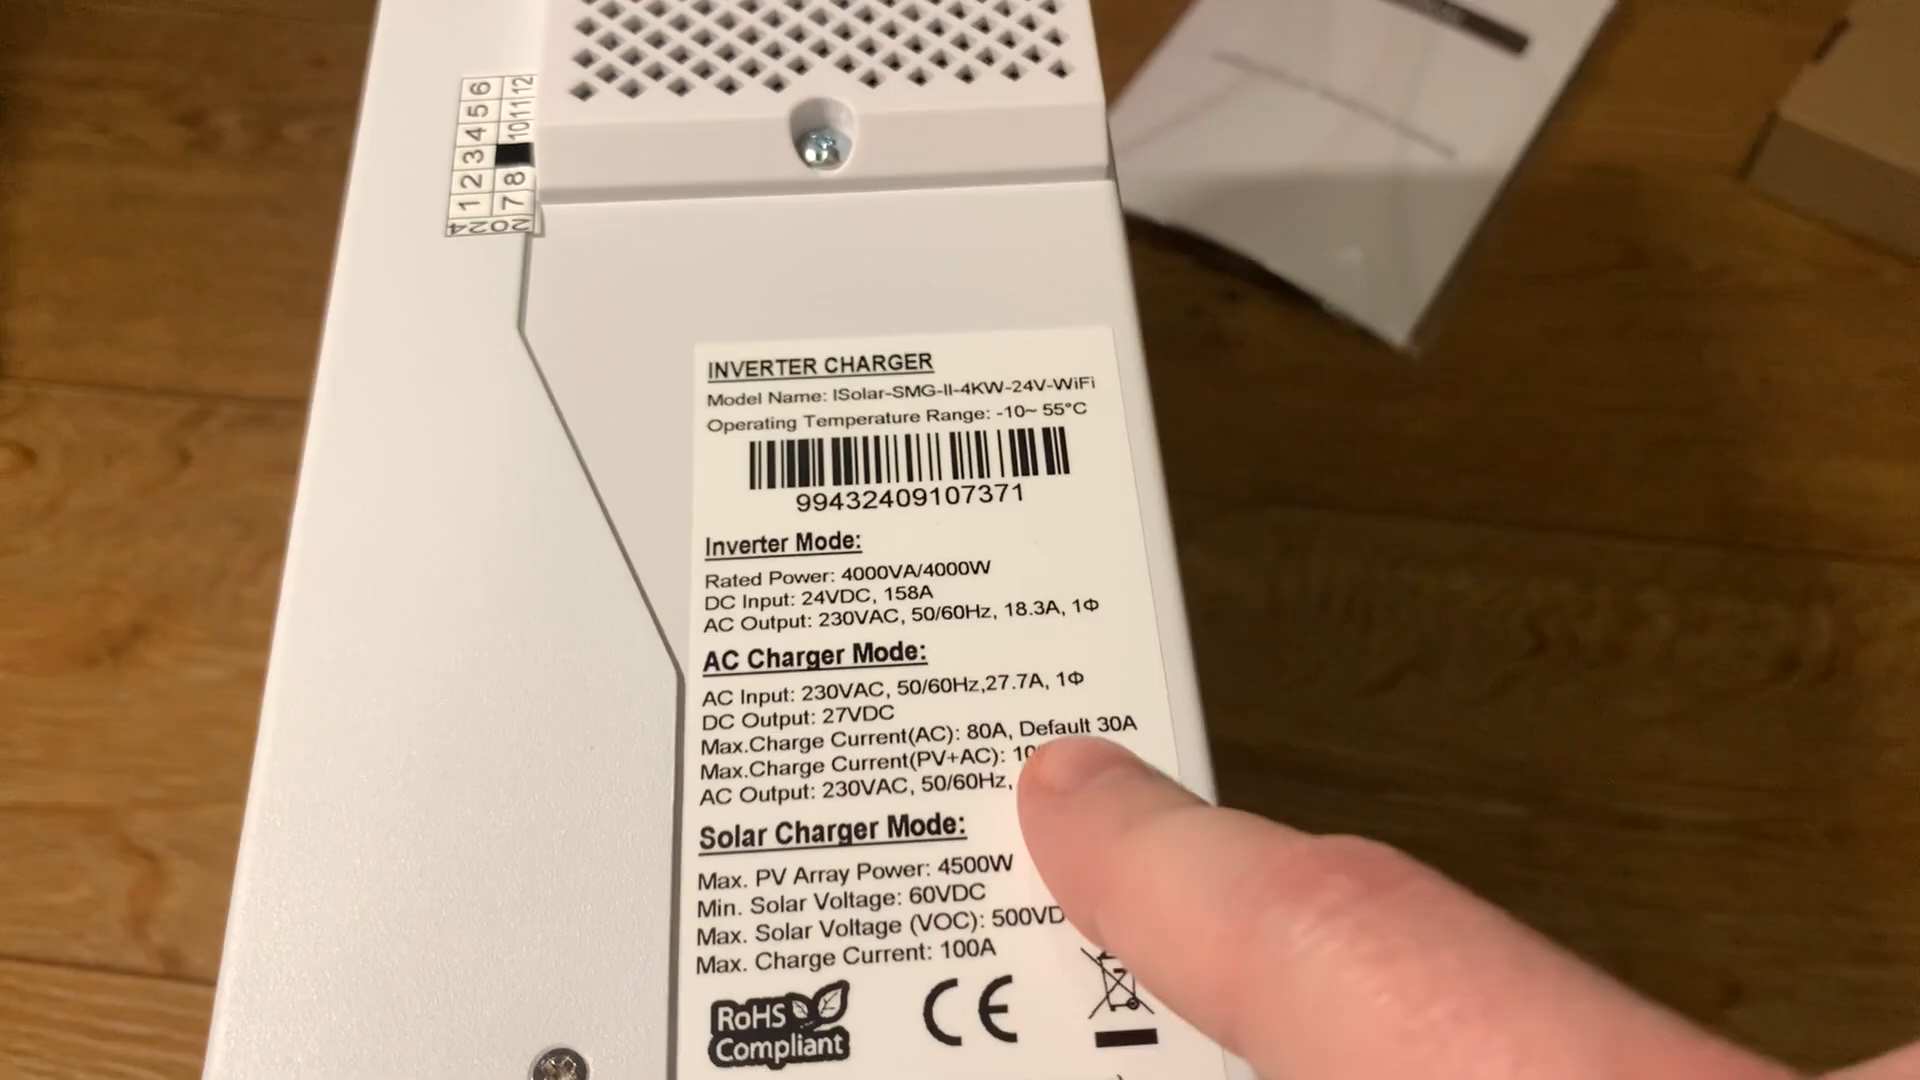 24 1 2 3 4 5 6
20 7 8 10 11 12
INVERTER CHARGER
Model Name: ISolar-SMG-II-4KW-24V-WiFi
Operating Temperature Range: -10~ 55°C
99432409107371
Inverter Mode:
Rated Power: 4000VA/4000W
DC Input: 24VDC, 158A
AC Output: 230VAC, 50/60Hz, 18.3A, 1Φ
AC Charger Mode:
AC Input: 230VAC, 50/60Hz,27.7A, 1Φ
DC Output: 27VDC
Max.Charge Current(AC): 80A, Default 30A
Max.Charge Current(PV+AC): 10
AC Output: 230VAC, 50/60Hz,
Solar Charger Mode:
Max. PV Array Power: 4500W
Min. Solar Voltage: 60VDC
Max. Solar Voltage (VOC): 500VD
Max. Charge Current: 100A
RoHS
Compliant
CE